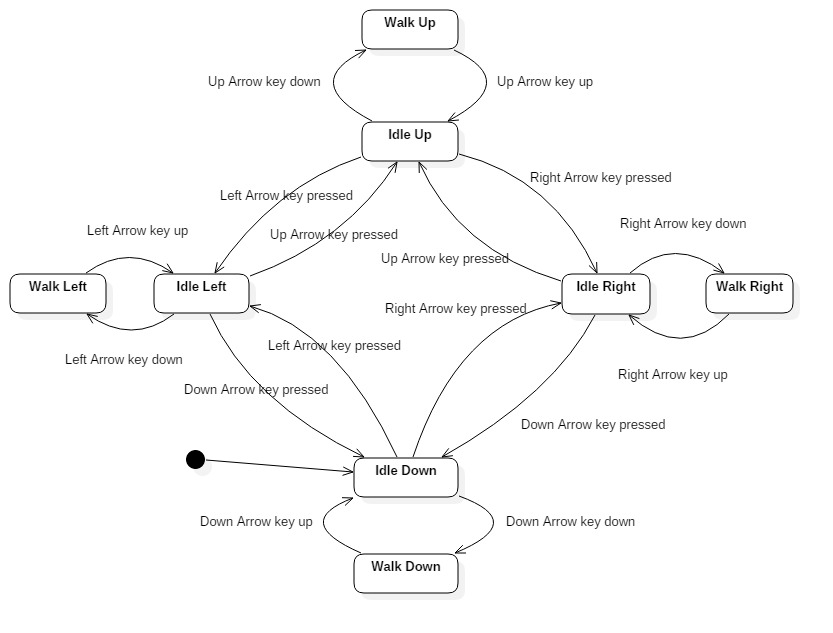 Walk Up
Up Arrow key down
Up Arrow key up
Idle Up
Right Arrow key pressed
Left Arrow key pressed
Right Arrow key down
Left Arrow key up
Up Arrow key pressed
Up Arrow key pressed
Walk Left
Idle Left
Idle Right
Walk Right
Right Arrow key pressed
Left Arrow key pressed
Left Arrow key down
Right Arrow key up
Down Arrow key pressed
Down Arrow key pressed
Idle Down
Down Arrow key up
Down Arrow key down
Walk Down